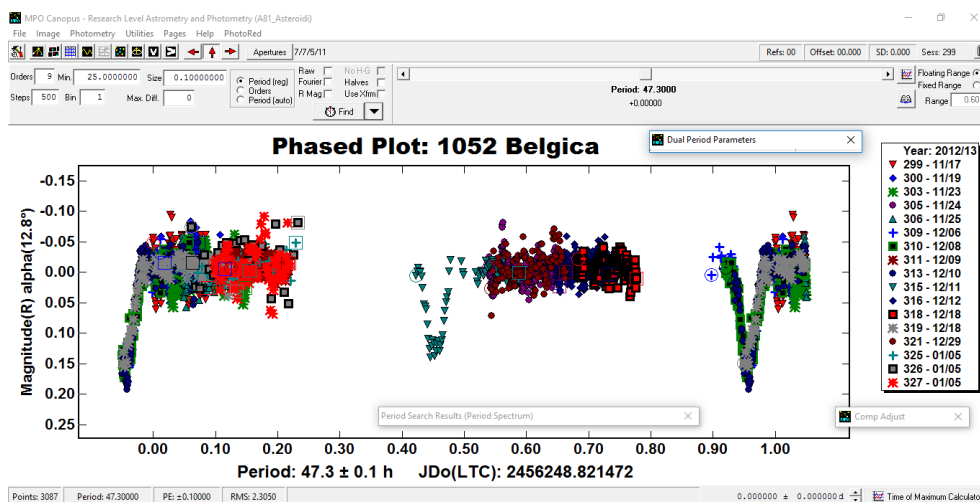 MPO Canopus - Research Level Astrometry and Photometry (A81_Asteroidi)
File Image Photometry Utilities Pages Help PhotoRed
Apertures 7/7/5/11 Refs: 00 Offset: 00.000 SD: 0.000 Sess: 299
Orders 9 Min. 25.0000000 Size 0.10000000
Steps 500 Bin 1 Max. Diff. 0
Period (reg)
Orders
Period (auto)
Raw No H-G
Fourier Halves
R Mag Use Xfrm
Find
Period: 47.3000
+0.00000
Floating Range
Fixed Range
Range 0.60
Phased Plot: 1052 Belgica
Dual Period Parameters
Magnitude(R) alpha(12.8°)
-0.15
-0.10
-0.05
0.00
0.05
0.10
0.15
0.20
0.25
Year: 2012/13
299 - 11/17
300 - 11/19
303 - 11/23
305 - 11/24
306 - 11/25
309 - 12/06
310 - 12/08
311 - 12/09
313 - 12/10
315 - 12/11
316 - 12/12
318 - 12/18
319 - 12/18
321 - 12/29
325 - 01/05
326 - 01/05
327 - 01/05
Period Search Results (Period Spectrum)
Comp Adjust
0.00 0.10 0.20 0.30 0.40 0.50 0.60 0.70 0.80 0.90 1.00
Period: 47.3 ± 0.1 h JDo(LTC): 2456248.821472
Points: 3087 Period: 47.30000 PE: ±0.10000 RMS: 2.3050 0.000000 ± 0.000000 d Time of Maximum Calculato